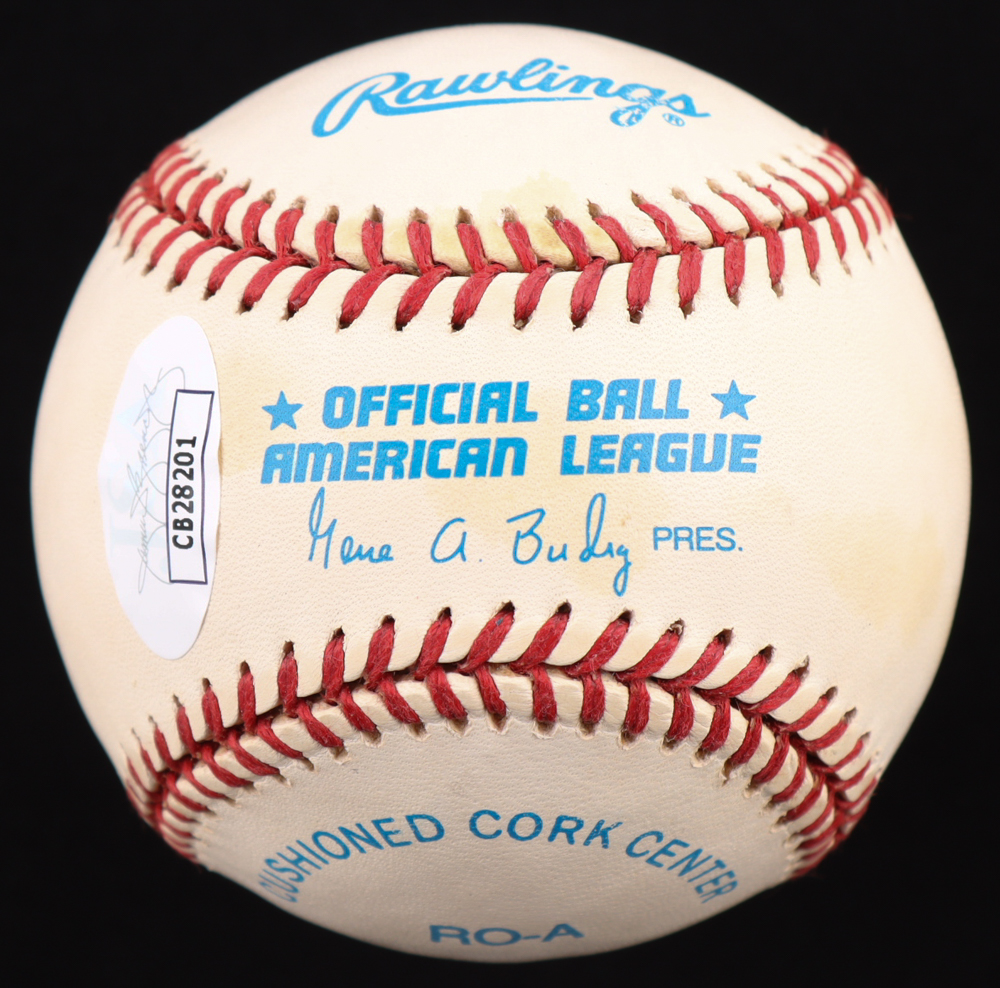 Rawlings ®
★ OFFICIAL BALL ★
AMERICAN LEAGUE
Gene A. Budig PRES.
CB28201
CUSHIONED CORK CENTER
RO-A